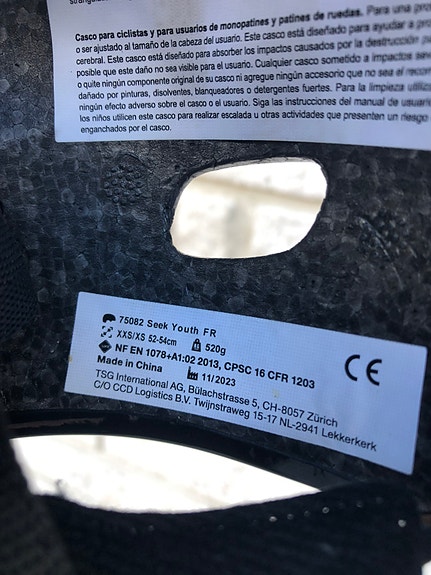 Casco para ciclistas y para usuarios de monopatines y patines de ruedas. Para una
o ser ajustado al tamaño de la cabeza del usuario. Este casco está diseñado para ayudar a
cerebral. Este casco está diseñado para absorber los impactos causados por la destrucción
posible que este daño no sea visible para el usuario. Cualquier casco sometido a impactos
o quite ningún componente original de su casco ni agregue ningún accesorio que no sea el
dañado por pinturas, disolventes, blanqueadores o detergentes fuertes. Para la limpieza
ningún efecto adverso sobre el casco o el usuario. Siga las instrucciones del manual de
los niños utilicen este casco para realizar escalada u otras actividades que presenten un riesgo
enganchados por el casco.
75082 Seek Youth FR
XXS/XS 52-54cm 520g
NF EN 1078+A1:02 2013, CPSC 16 CFR 1203
Made in China 11/2023
TSG International AG, Bülachstrasse 5, CH-8057 Zürich
C/O CCD Logistics B.V. Twijnstraweg 15-17 NL-2941 Lekkerkerk
CE